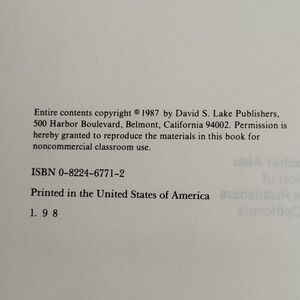 Entire contents copyright © 1987 by David S. Lake Publishers,
500 Harbor Boulevard, Belmont, California 94002. Permission is
hereby granted to reproduce the materials in this book for
noncommercial classroom use.
ISBN 0-8224-6771-2
Printed in the United States of America
1. 9 8